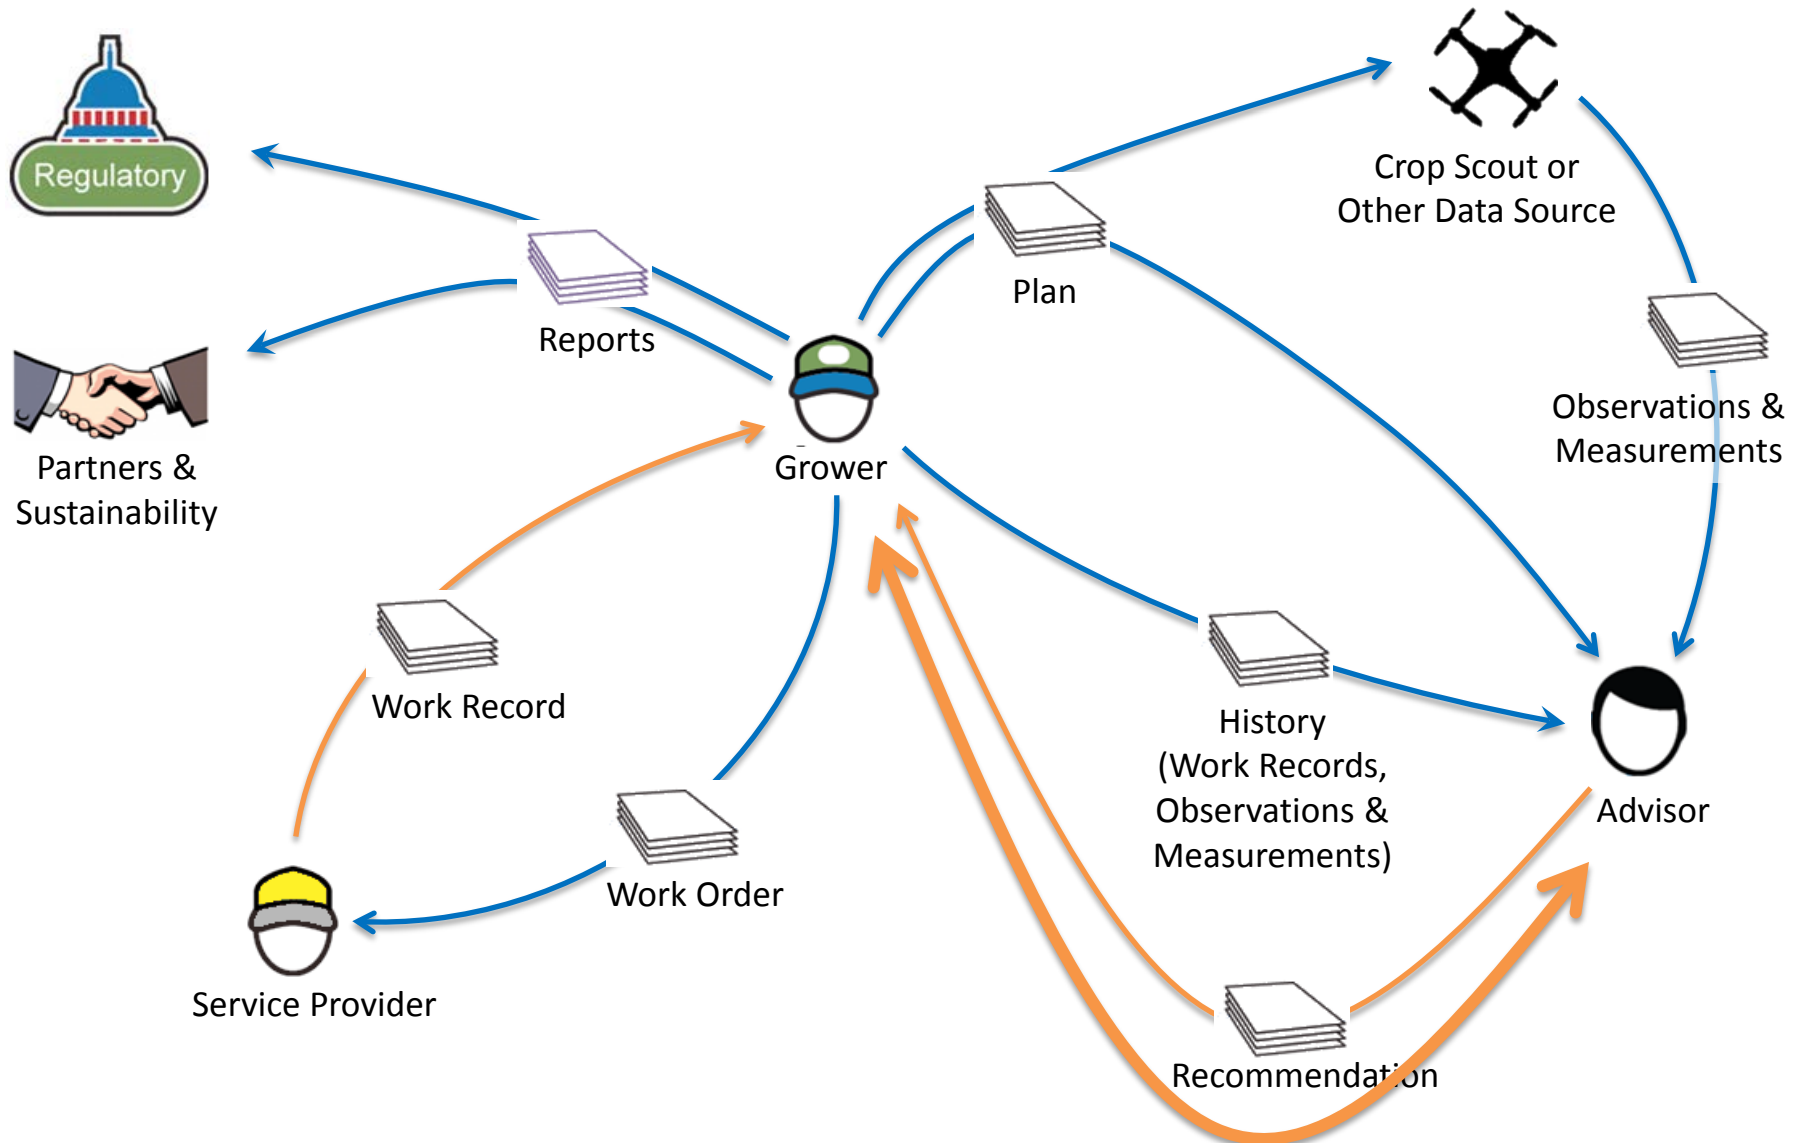 Regulatory
Crop Scout or
Other Data Source
Plan
Reports
Observations &
Measurements
Partners &
Sustainability
Grower
Work Record
History
(Work Records,
Observations &
Measurements)
Advisor
Work Order
Service Provider
Recommendation